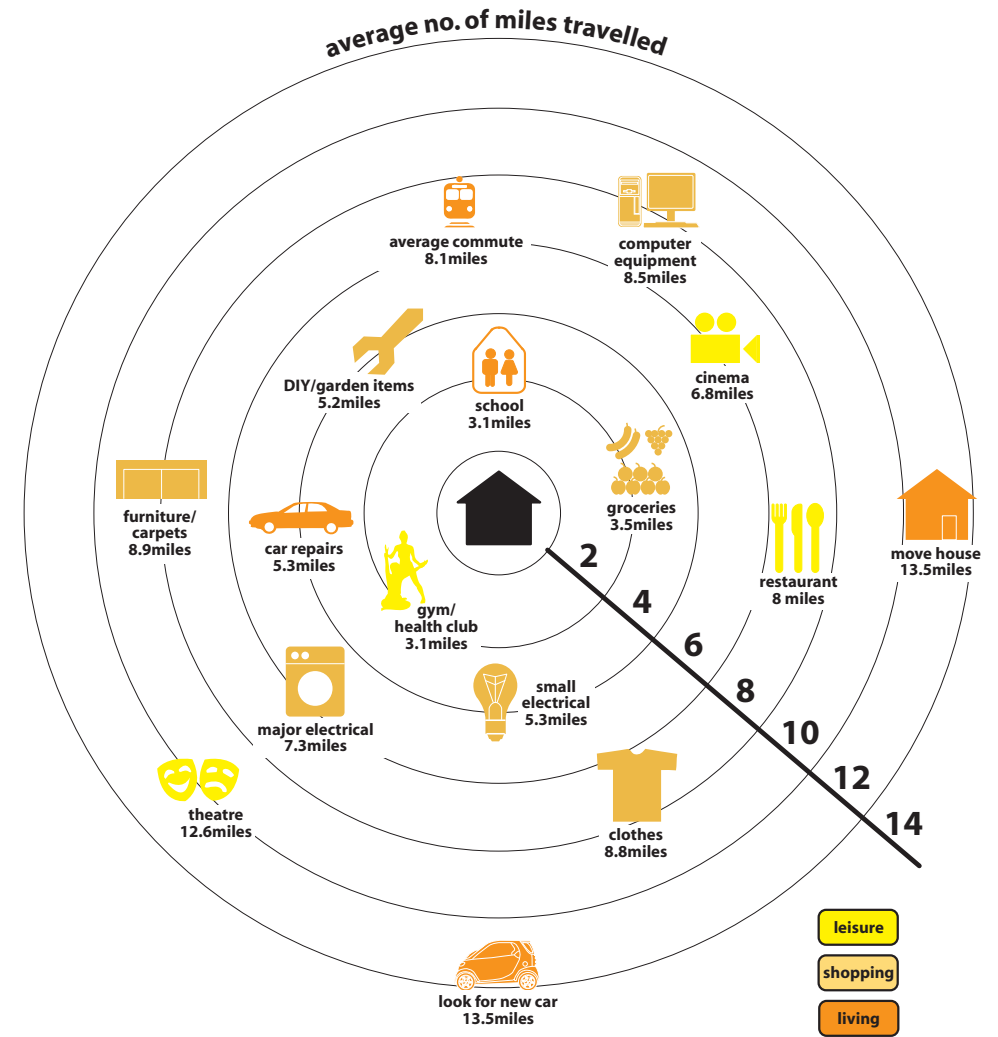 average no. of miles travelled
average commute
8.1miles
computer
equipment
8.5miles
DIY/garden items
5.2miles
school
3.1miles
cinema
6.8miles
groceries
3.5miles
furniture/
carpets
8.9miles
car repairs
5.3miles
gym/
health club
3.1miles
restaurant
8 miles
move house
13.5miles
2
4
6
8
10
12
14
small
electrical
5.3miles
major electrical
7.3miles
theatre
12.6miles
clothes
8.8miles
look for new car
13.5miles
leisure
shopping
living